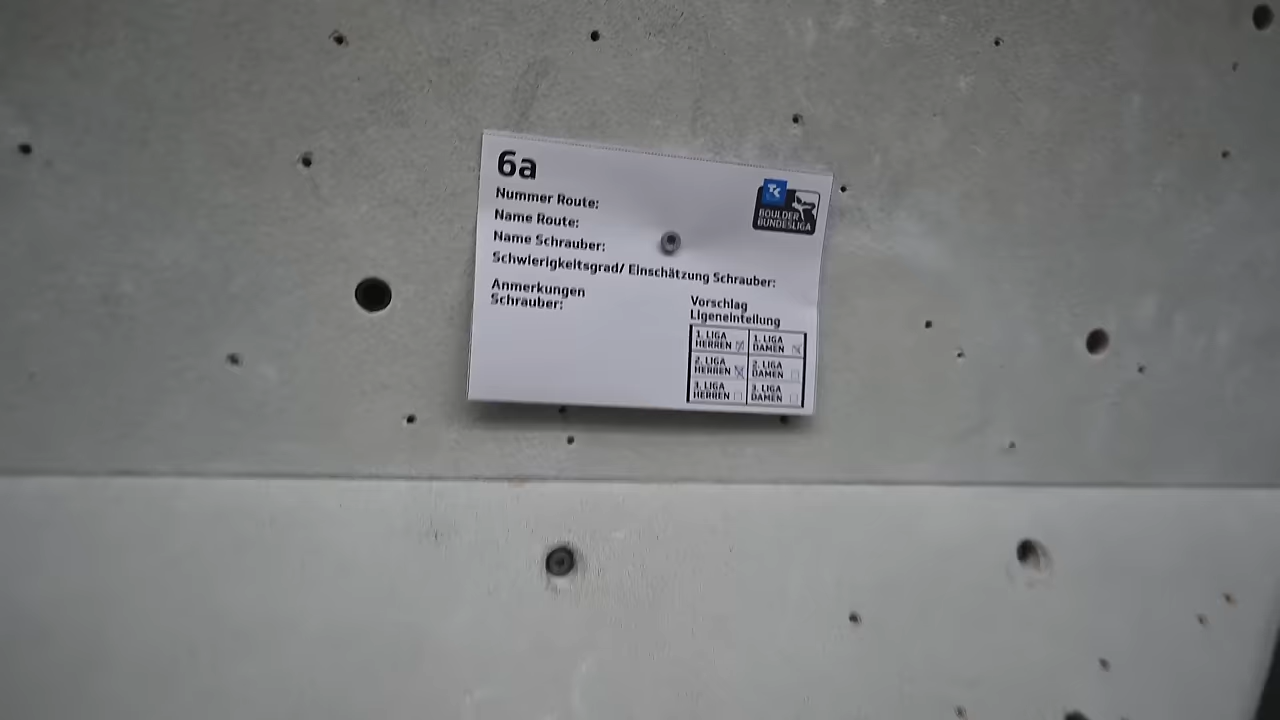 6a
Nummer Route:
Name Route:
Name Schrauber:
Schwierigkeitsgrad/ Einschätzung Schrauber:
Anmerkungen
Schrauber:
TK
BOULDER
BUNDESLIGA
Vorschlag
Ligeneinteilung
1. LIGA
HERREN
1. LIGA
DAMEN
2. LIGA
HERREN
2. LIGA
DAMEN
3. LIGA
HERREN
3. LIGA
DAMEN